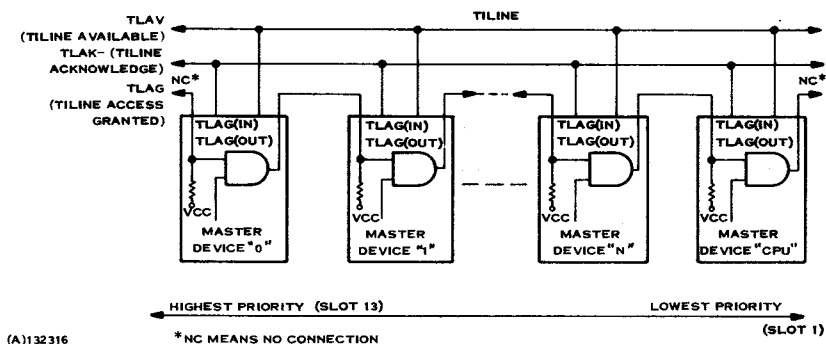 TLAV
(TILINE AVAILABLE)
TILINE
TLAK- (TILINE
ACKNOWLEDGE)
NC*
NC*
TLAG
(TILINE ACCESS
GRANTED)
TLAG(IN)
TLAG(OUT)
VCC
MASTER
DEVICE "0"
TLAG(IN)
TLAG(OUT)
VCC
MASTER
DEVICE "1"
TLAG(IN)
TLAG(OUT)
VCC
MASTER
DEVICE "N"
TLAG(IN)
TLAG(OUT)
VCC
MASTER
DEVICE "CPU"
HIGHEST PRIORITY (SLOT 13)
LOWEST PRIORITY
(SLOT 1)
(A)132316
*NC MEANS NO CONNECTION